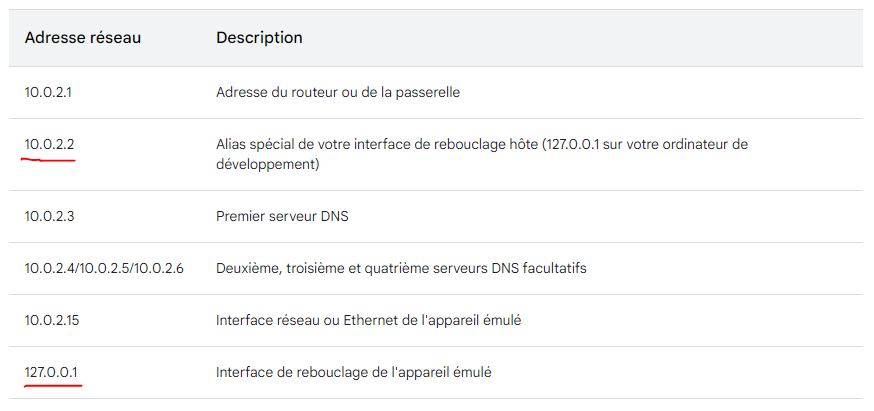 Adresse réseau Description
10.0.2.1 Adresse du routeur ou de la passerelle
10.0.2.2 Alias spécial de votre interface de rebouclage hôte (127.0.0.1 sur votre ordinateur de
développement)
10.0.2.3 Premier serveur DNS
10.0.2.4/10.0.2.5/10.0.2.6 Deuxième, troisième et quatrième serveurs DNS facultatifs
10.0.2.15 Interface réseau ou Ethernet de l'appareil émulé
127.0.0.1 Interface de rebouclage de l'appareil émulé